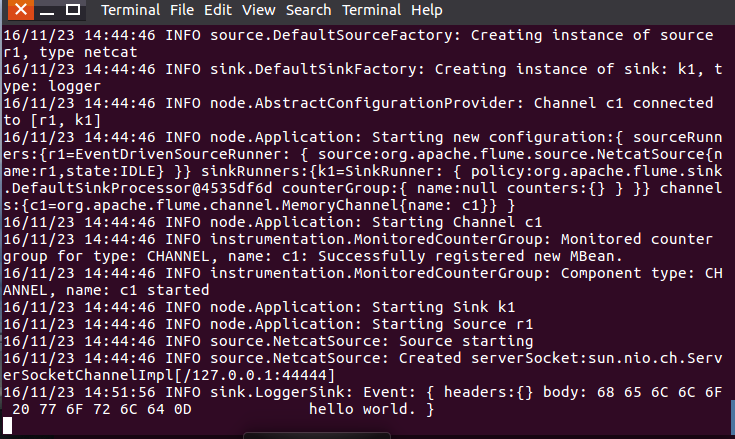 Terminal File Edit View Search Terminal Help
16/11/23 14:44:46 INFO source.DefaultSourceFactory: Creating instance of source
r1, type netcat
16/11/23 14:44:46 INFO sink.DefaultSinkFactory: Creating instance of sink: k1, t
ype: logger
16/11/23 14:44:46 INFO node.AbstractConfigurationProvider: Channel c1 connected
to [r1, k1]
16/11/23 14:44:46 INFO node.Application: Starting new configuration:{ sourceRunn
ers:{r1=EventDrivenSourceRunner: { source:org.apache.flume.source.NetcatSource{n
ame:r1,state:IDLE} }} sinkRunners:{k1=SinkRunner: { policy:org.apache.flume.sink
.DefaultSinkProcessor@4535df6d counterGroup:{ name:null counters:{} } }} channel
s:{c1=org.apache.flume.channel.MemoryChannel{name: c1}} }
16/11/23 14:44:46 INFO node.Application: Starting Channel c1
16/11/23 14:44:46 INFO instrumentation.MonitoredCounterGroup: Monitored counter
group for type: CHANNEL, name: c1: Successfully registered new MBean.
16/11/23 14:44:46 INFO instrumentation.MonitoredCounterGroup: Component type: CH
ANNEL, name: c1 started
16/11/23 14:44:46 INFO node.Application: Starting Sink k1
16/11/23 14:44:46 INFO node.Application: Starting Source r1
16/11/23 14:44:46 INFO source.NetcatSource: Source starting
16/11/23 14:44:46 INFO source.NetcatSource: Created serverSocket:sun.nio.ch.Serv
erSocketChannelImpl[/127.0.0.1:44444]
16/11/23 14:51:56 INFO sink.LoggerSink: Event: { headers:{} body: 68 65 6C 6C 6F
 20 77 6F 72 6C 64 0D             hello world. }